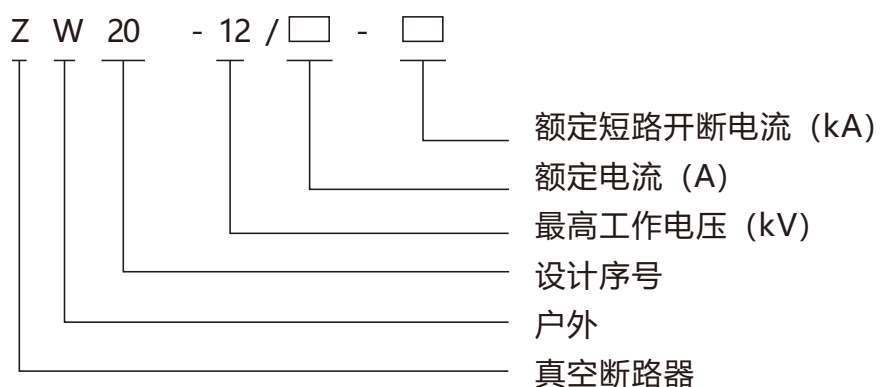 Z W 20 - 12 / □ - □
额定短路开断电流 (kA)
额定电流 (A)
最高工作电压 (kV)
设计序号
户外
真空断路器